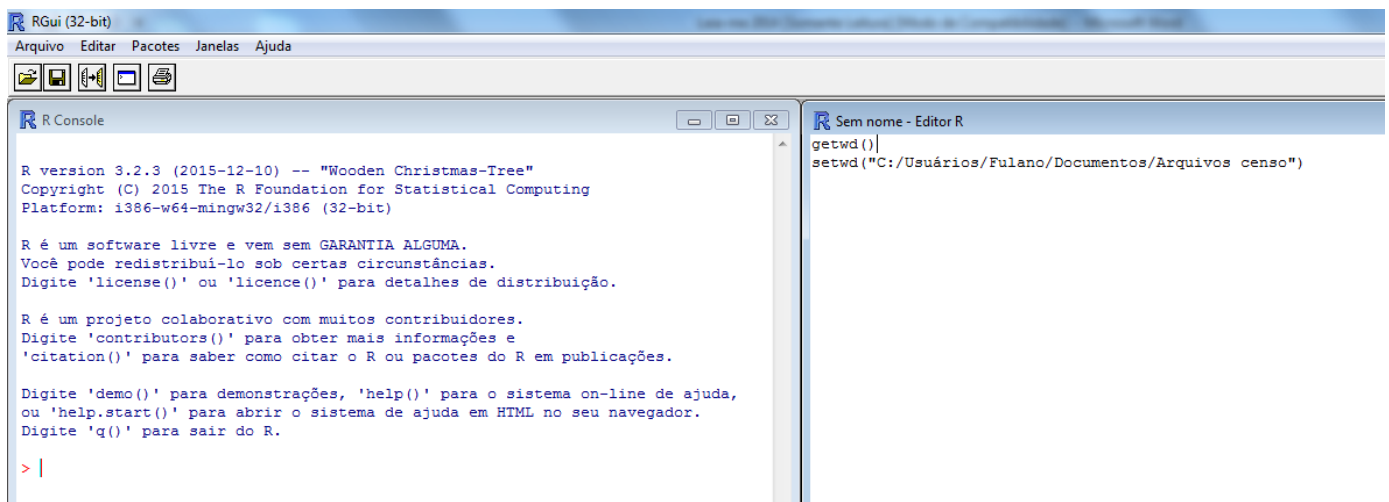 RGui (32-bit)
Arquivo Editar Pacotes Janelas Ajuda
R Console
R version 3.2.3 (2015-12-10) -- "Wooden Christmas-Tree"
Copyright (C) 2015 The R Foundation for Statistical Computing
Platform: i386-w64-mingw32/i386 (32-bit)
R é um software livre e vem sem GARANTIA ALGUMA.
Você pode redistribuí-lo sob certas circunstâncias.
Digite 'license()' ou 'licence()' para detalhes de distribuição.
R é um projeto colaborativo com muitos contribuidores.
Digite 'contributors()' para obter mais informações e
'citation()' para saber como citar o R ou pacotes do R em publicações.
Digite 'demo()' para demonstrações, 'help()' para o sistema on-line de ajuda,
ou 'help.start()' para abrir o sistema de ajuda em HTML no seu navegador.
Digite 'q()' para sair do R.
>
Sem nome - Editor R
getwd()
setwd("C:/Usuários/Fulano/Documentos/Arquivos censo")